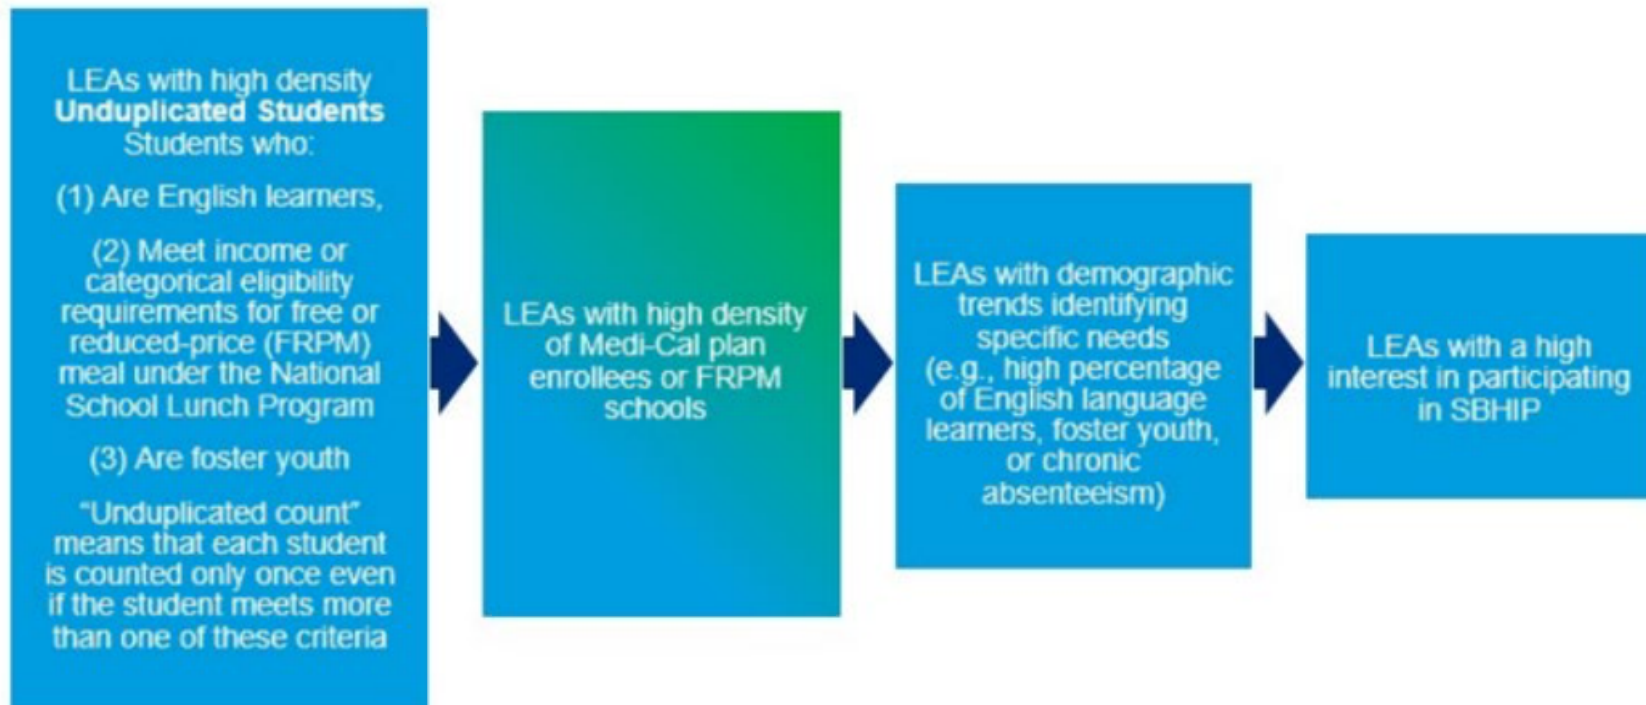 LEAs with high density
Unduplicated Students
Students who:
(1) Are English learners,
(2) Meet income or
categorical eligibility
requirements for free or
reduced-price (FRPM)
meal under the National
School Lunch Program
(3) Are foster youth
“Unduplicated count”
means that each student
is counted only once even
if the student meets more
than one of these criteria
LEAs with high density
of Medi-Cal plan
enrollees or FRPM
schools
LEAs with demographic
trends identifying
specific needs
(e.g., high percentage
of English language
learners, foster youth,
or chronic
absenteeism)
LEAs with a high
interest in participating
in SBHIP